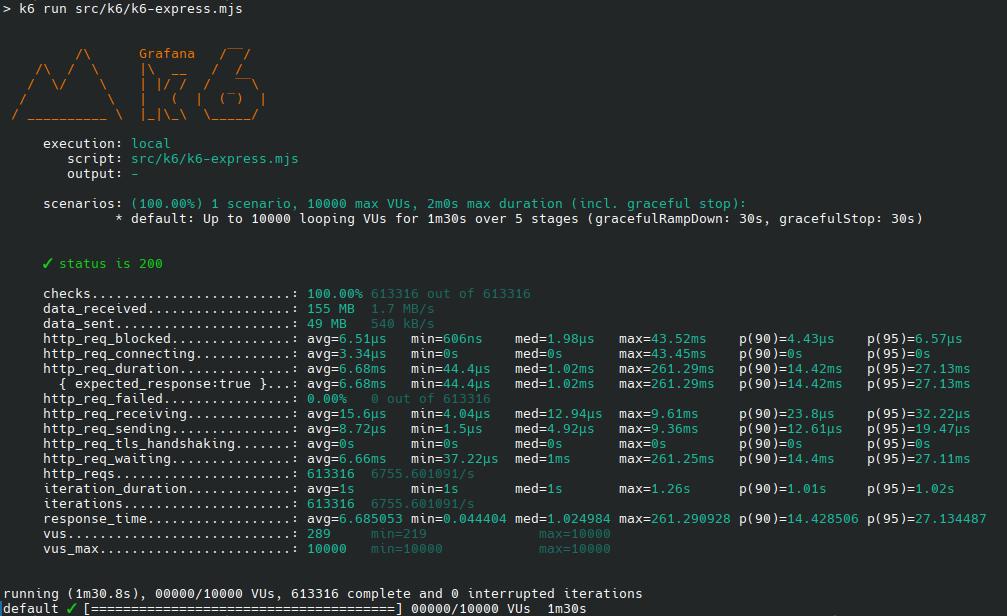 > k6 run src/k6/k6-express.mjs
Grafana
execution: local
script: src/k6/k6-express.mjs
output: -
scenarios: (100.00%) 1 scenario, 10000 max VUs, 2m0s max duration (incl. graceful stop):
* default: Up to 10000 looping VUs for 1m30s over 5 stages (gracefulRampDown: 30s, gracefulStop: 30s)
✓ status is 200
checks.........................: 100.00% 613316 out of 613316
data_received..................: 155 MB 1.7 MB/s
data_sent......................: 49 MB 540 kB/s
http_req_blocked...............: avg=6.51µs min=606ns med=1.98µs max=43.52ms p(90)=4.43µs p(95)=6.57µs
http_req_connecting............: avg=3.34µs min=0s med=0s max=43.45ms p(90)=0s p(95)=0s
http_req_duration..............: avg=6.68ms min=44.4µs med=1.02ms max=261.29ms p(90)=14.42ms p(95)=27.13ms
{ expected_response:true }...: avg=6.68ms min=44.4µs med=1.02ms max=261.29ms p(90)=14.42ms p(95)=27.13ms
http_req_failed................: 0.00% 0 out of 613316
http_req_receiving.............: avg=15.6µs min=4.04µs med=12.94µs max=9.61ms p(90)=23.8µs p(95)=32.22µs
http_req_sending...............: avg=8.72µs min=1.5µs med=4.92µs max=9.36ms p(90)=12.61µs p(95)=19.47µs
http_req_tls_handshaking.......: avg=0s min=0s med=0s max=0s p(90)=0s p(95)=0s
http_req_waiting...............: avg=6.66ms min=37.22µs med=1ms max=261.25ms p(90)=14.4ms p(95)=27.11ms
http_reqs......................: 613316 6755.601091/s
iteration_duration.............: avg=1s min=1s med=1s max=1.26s p(90)=1.01s p(95)=1.02s
iterations.....................: 613316 6755.601091/s
response_time..................: avg=6.685053 min=0.044404 med=1.024984 max=261.290928 p(90)=14.428506 p(95)=27.134487
vus............................: 289 min=219 max=10000
vus_max........................: 10000 min=10000 max=10000
running (1m30.8s), 00000/10000 VUs, 613316 complete and 0 interrupted iterations
default ✓ [======================================] 00000/10000 VUs 1m30s